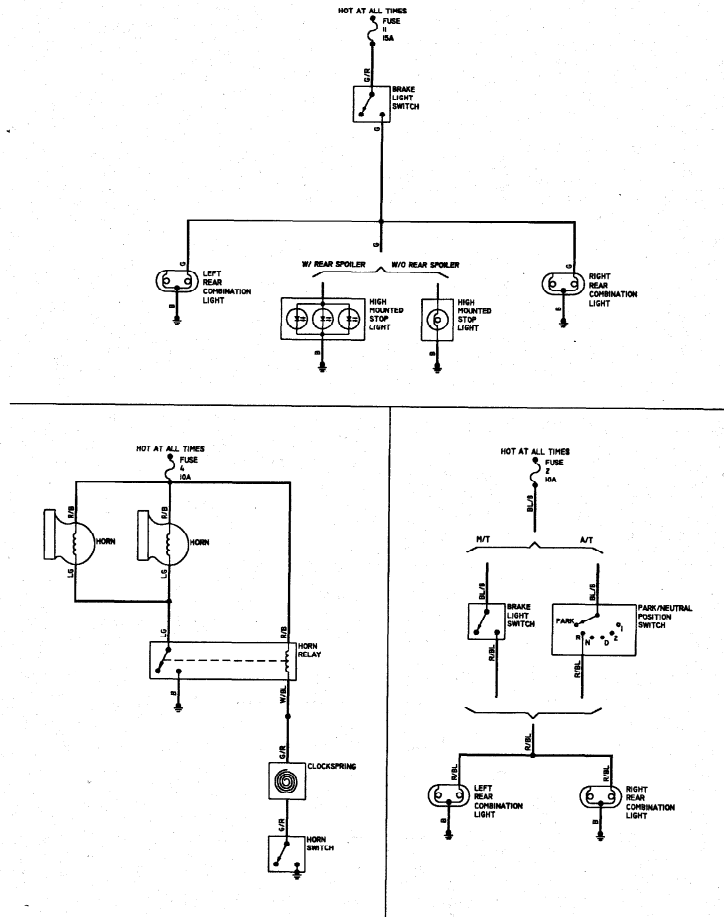 HOT AT ALL TIMES
FUSE
11
15A
G/R
BRAKE
LIGHT
SWITCH
G
G
W/ REAR SPOILER
W/O REAR SPOILER
G
LEFT
REAR
COMBINATION
LIGHT
B
HIGH
MOUNTED
STOP
LIGHT
B
HIGH
MOUNTED
STOP
LIGHT
B
G
RIGHT
REAR
COMBINATION
LIGHT
B
HOT AT ALL TIMES
FUSE
4
10A
R/B
HORN
LG
R/B
HORN
LG
LG
R/B
HORN
RELAY
B
W/BL
G/R
CLOCKSPRING
G/R
HORN
SWITCH
HOT AT ALL TIMES
FUSE
2
10A
BL/B
M/T
A/T
BL/B
BRAKE
LIGHT
SWITCH
R/BL
BL/B
PARK/NEUTRAL
POSITION
SWITCH
PARK
R
N
D
2
1
R/BL
R/BL
R/BL
LEFT
REAR
COMBINATION
LIGHT
B
R/BL
RIGHT
REAR
COMBINATION
LIGHT
B